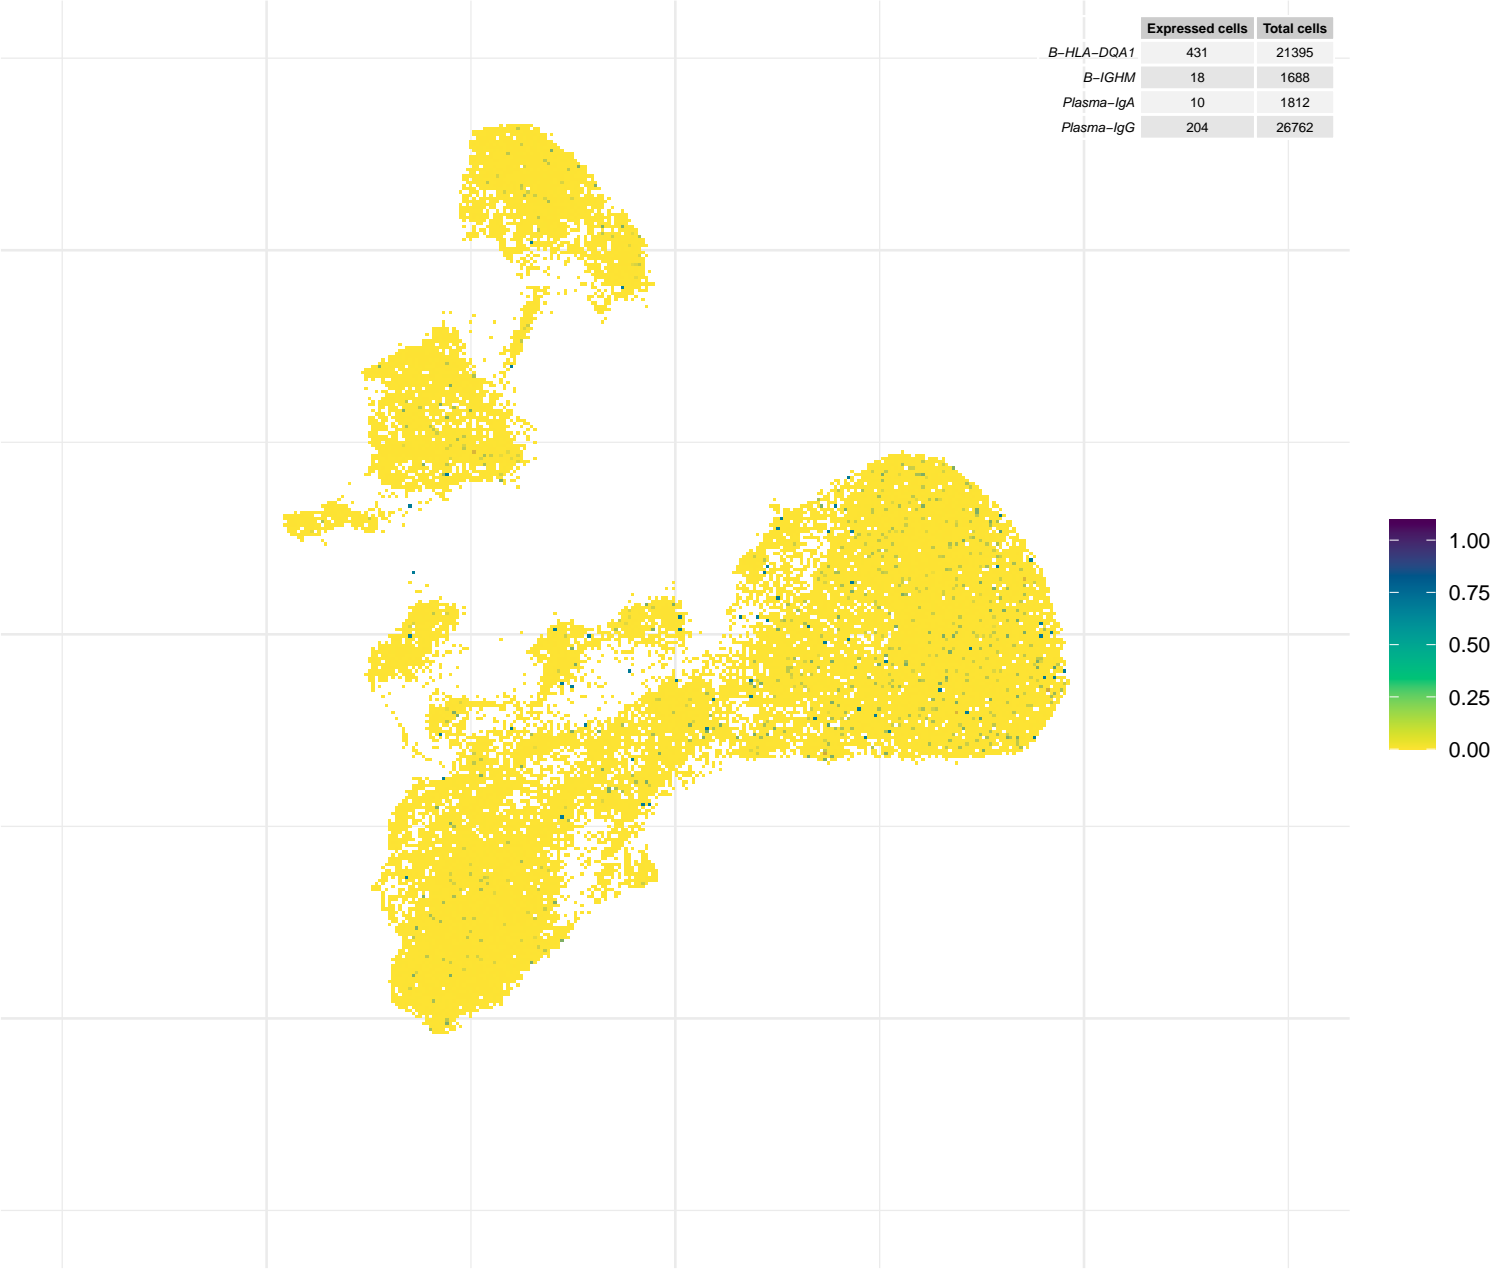 Expressed cells Total cells
B−HLA−DQA1 431 21395
B−IGHM 18 1688
Plasma−IgA 10 1812
Plasma−IgG 204 26762
1.00
0.75
0.50
0.25
0.00